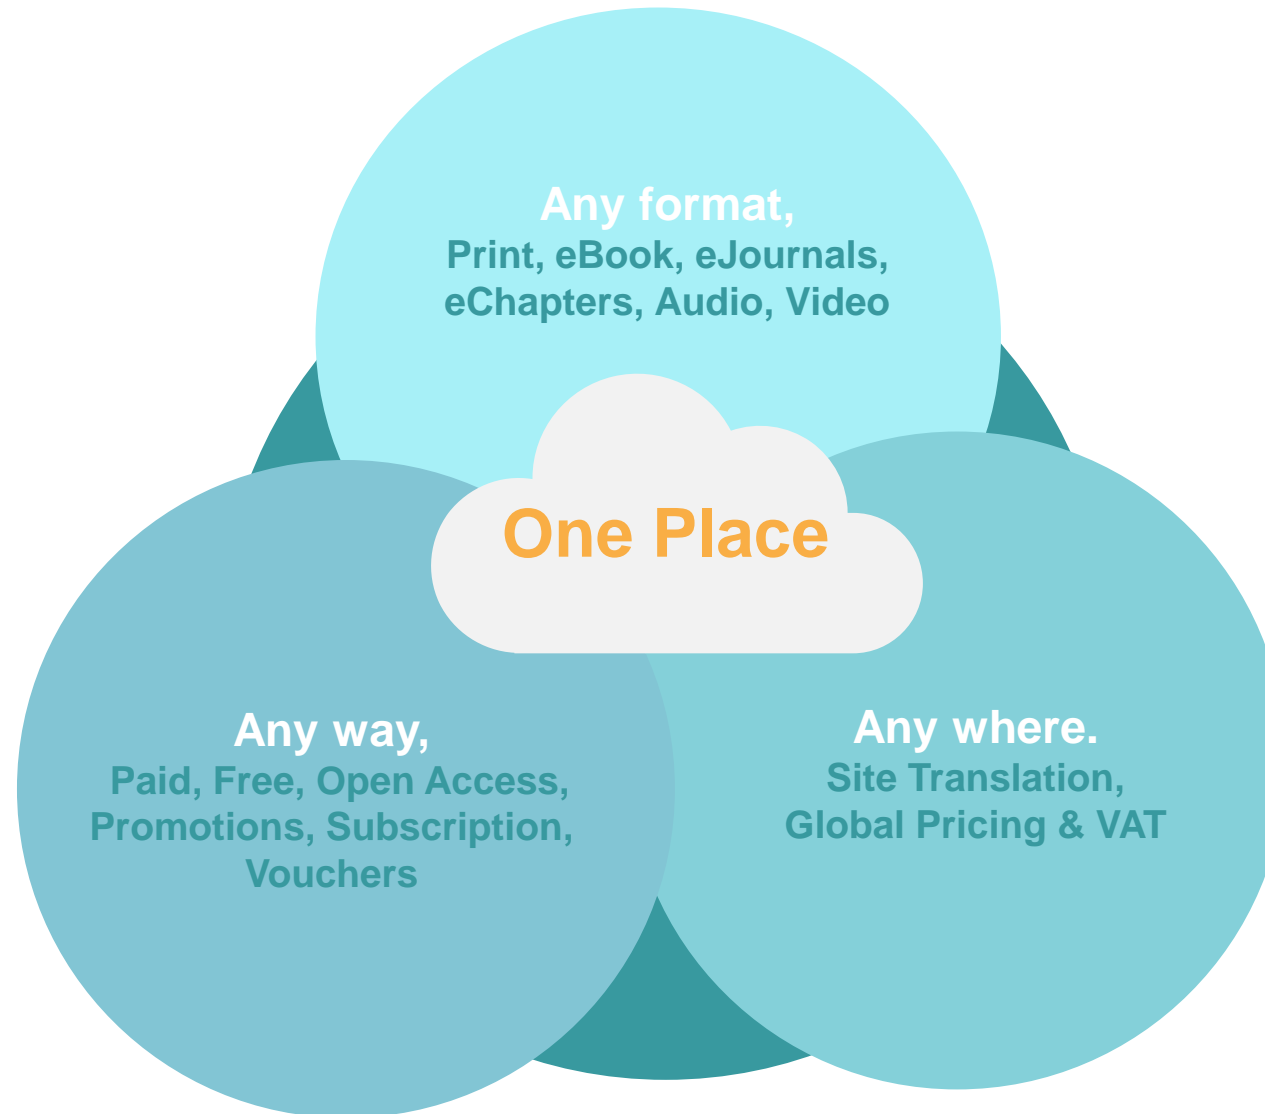 Any format,
Print, eBook, eJournals,
eChapters, Audio, Video
One Place
Any way,
Paid, Free, Open Access,
Promotions, Subscription,
Vouchers
Any where.
Site Translation,
Global Pricing & VAT